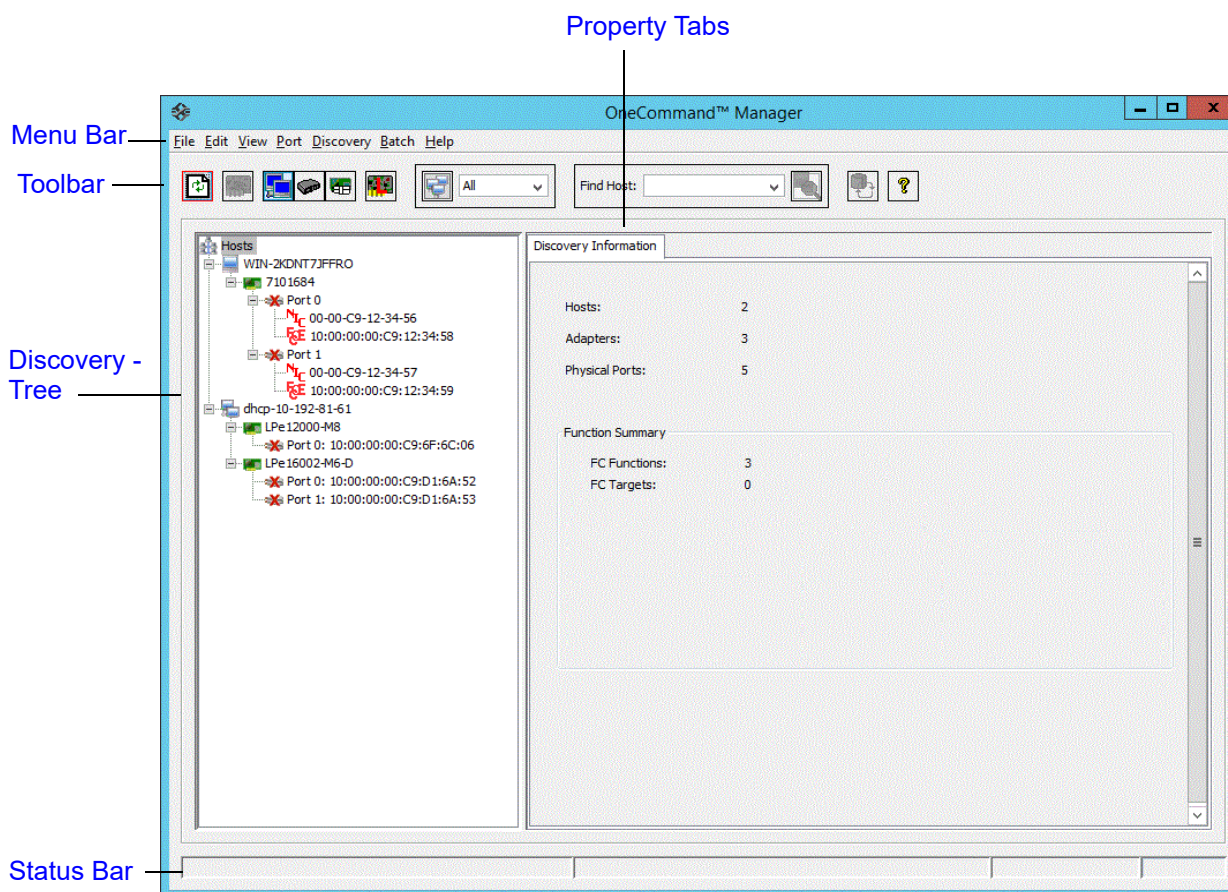 Property Tabs
OneCommand™ Manager
Menu Bar
File Edit View Port Discovery Batch Help
Toolbar
All
Find Host:
Hosts
WIN-2KDNT7JFFRO
7101684
Port 0
NIC 00-00-C9-12-34-56
FCoE 10:00:00:00:C9:12:34:58
Port 1
NIC 00-00-C9-12-34-57
FCoE 10:00:00:00:C9:12:34:59
dhcp-10-192-81-61
LPe12000-M8
Port 0: 10:00:00:00:C9:6F:6C:06
LPe16002-M6-D
Port 0: 10:00:00:00:C9:D1:6A:52
Port 1: 10:00:00:00:C9:D1:6A:53
Discovery -
Tree
Discovery Information
Hosts: 2
Adapters: 3
Physical Ports: 5
Function Summary
FC Functions: 3
FC Targets: 0
Status Bar